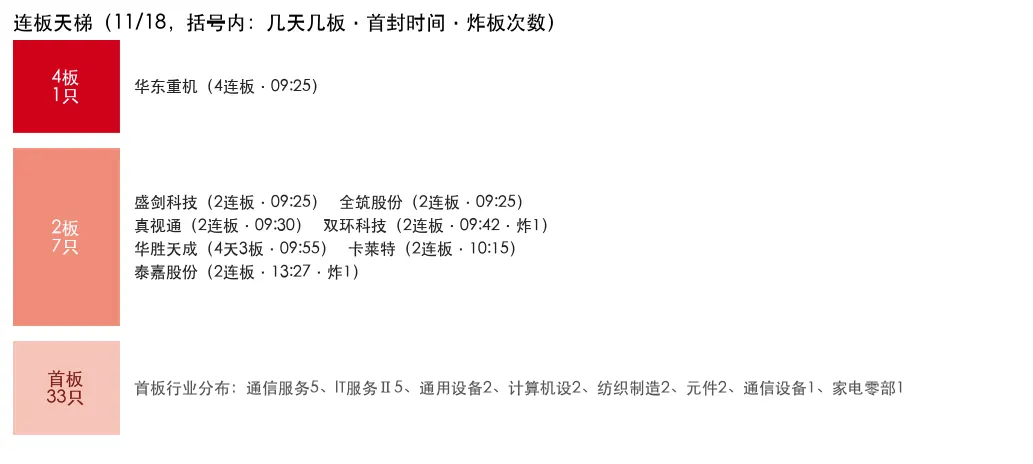 连板天梯（11/18，括号内：几天几板·首封时间·炸板次数）
4板
1只
华东重机（4连板·09:25）
2板
7只
盛剑科技（2连板·09:25） 全筑股份（2连板·09:25）
真视通（2连板·09:30） 双环科技（2连板·09:42·炸1）
华胜天成（4天3板·09:55） 卡莱特（2连板·10:15）
泰嘉股份（2连板·13:27·炸1）
首板
33只
首板行业分布：通信服务5、IT服务Ⅱ5、通用设备2、计算机设2、纺织制造2、元件2、通信设备1、家电零部1